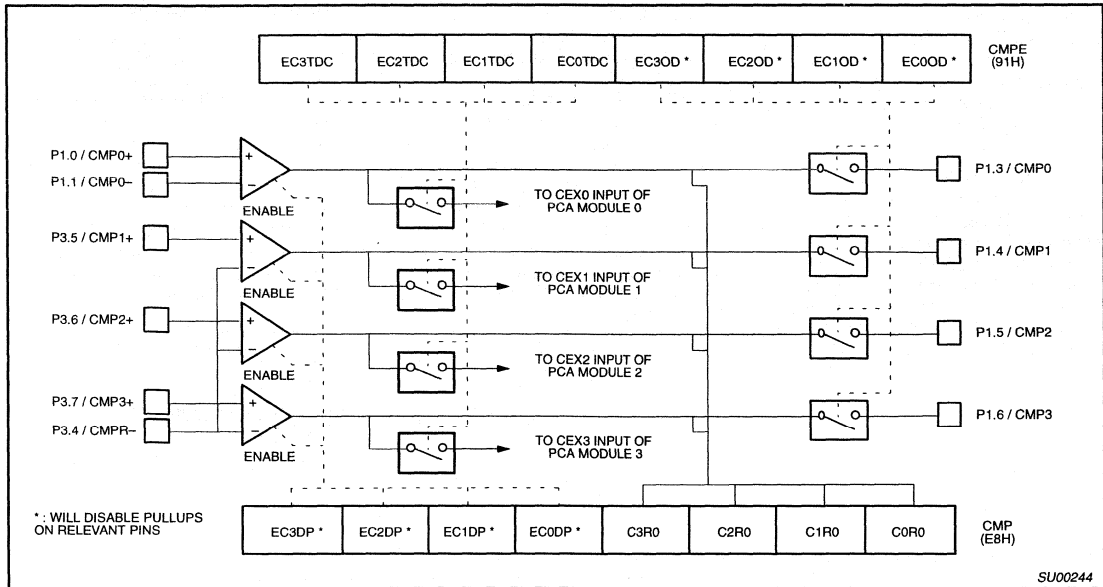 EC3TDC EC2TDC EC1TDC EC0TDC EC3OD * EC2OD * EC1OD * EC0OD *
CMPE
(91H)
P1.0 / CMP0+
+
P1.1 / CMP0–
–
ENABLE
TO CEX0 INPUT OF
PCA MODULE 0
P1.3 / CMP0
P3.5 / CMP1+
+
–
ENABLE
TO CEX1 INPUT OF
PCA MODULE 1
P1.4 / CMP1
P3.6 / CMP2+
+
–
ENABLE
TO CEX2 INPUT OF
PCA MODULE 2
P1.5 / CMP2
P3.7 / CMP3+
+
P3.4 / CMPR–
–
ENABLE
TO CEX3 INPUT OF
PCA MODULE 3
P1.6 / CMP3
* : WILL DISABLE PULLUPS
ON RELEVANT PINS
EC3DP * EC2DP * EC1DP * EC0DP * C3R0 C2R0 C1R0 C0R0
CMP
(E8H)
SU00244